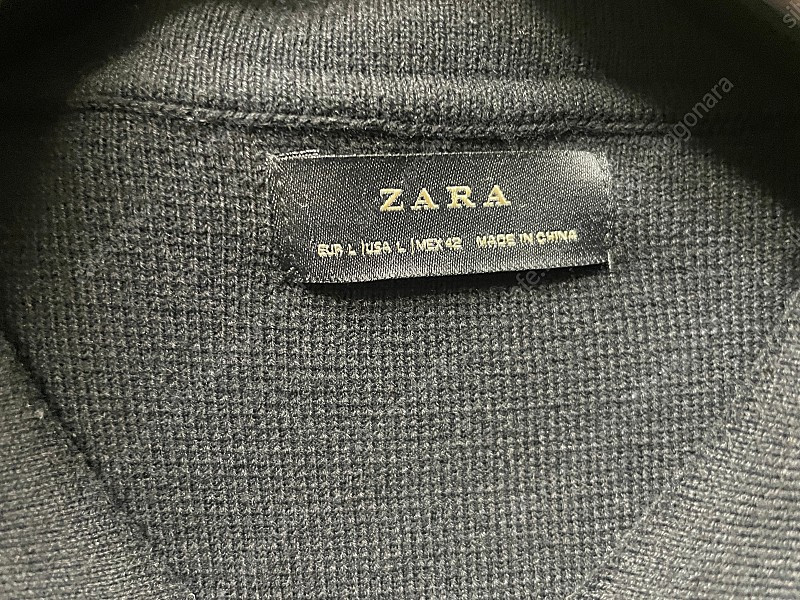 ZARA
EUR L | USA L | MEX 42 MADE IN CHINA